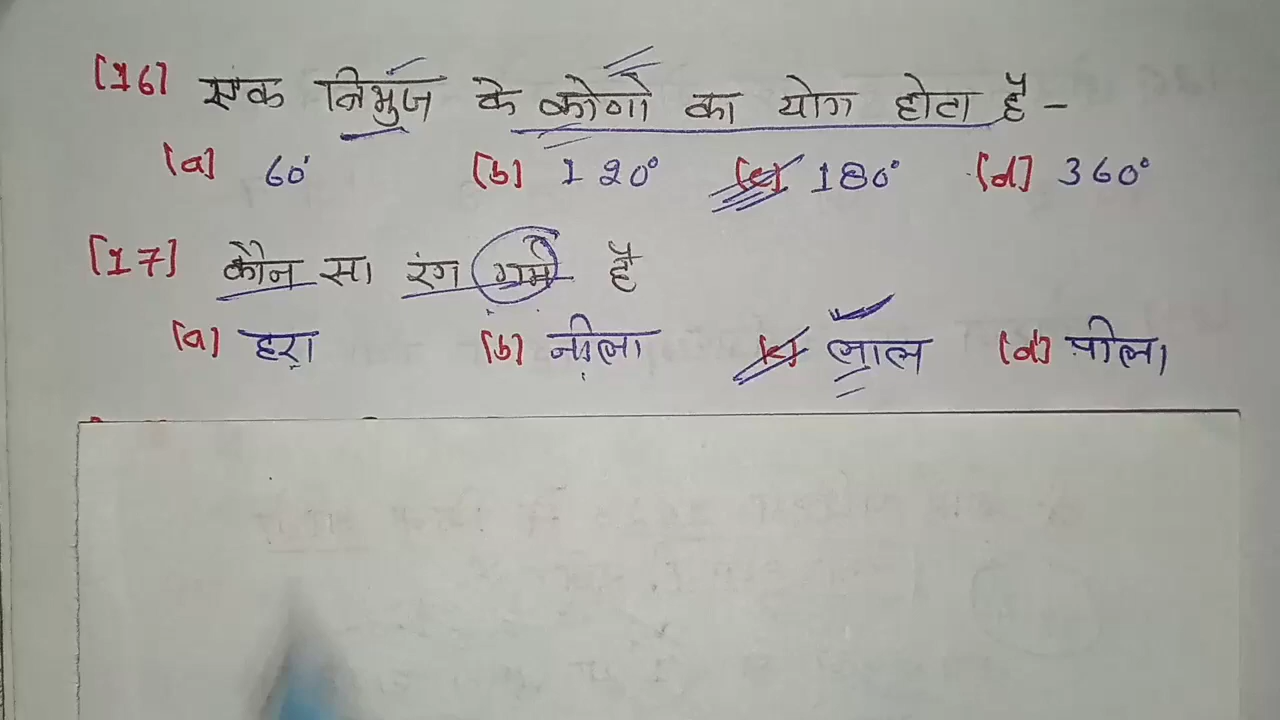 [16] एक त्रिभुज के कोणों का योग होता है -
[a] 60° [b] 120° [c] 180° [d] 360°
[17] कौन सा रंग गर्म है
[a] हरा [b] नीला [c] लाल [d] पीला